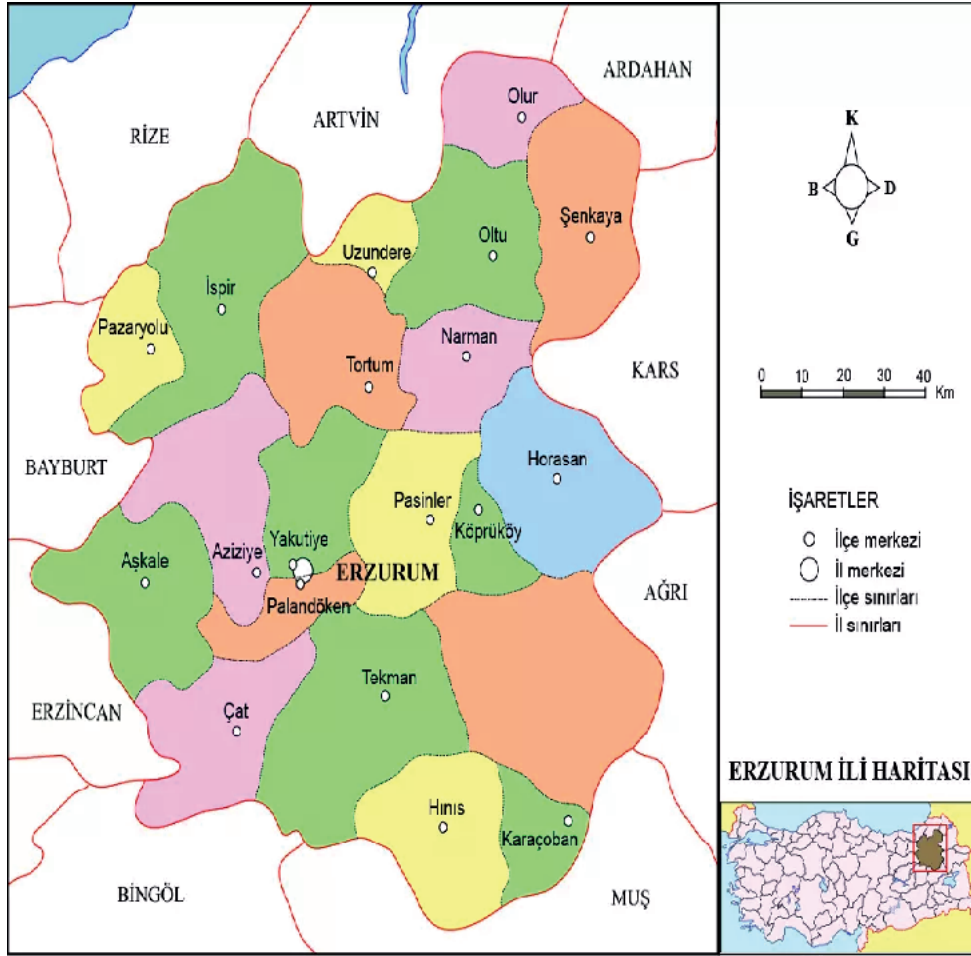 ARDAHAN
ARTVİN
RİZE
Olur
Şenkaya
Oltu
Uzundere
İspir
Pazaryolu
Narman
Tortum
KARS
BAYBURT
Horasan
Pasinler
Köprüköy
Yakutiye
Aziziye
Aşkale
ERZURUM
Palandöken
AĞRI
Tekman
Çat
ERZİNCAN
Hınıs
Karaçoban
BİNGÖL
MUŞ
K
B D
G
0 10 20 30 40 Km
İŞARETLER
İlçe merkezi
İl merkezi
İlçe sınırları
İl sınırları
ERZURUM İLİ HARİTASI